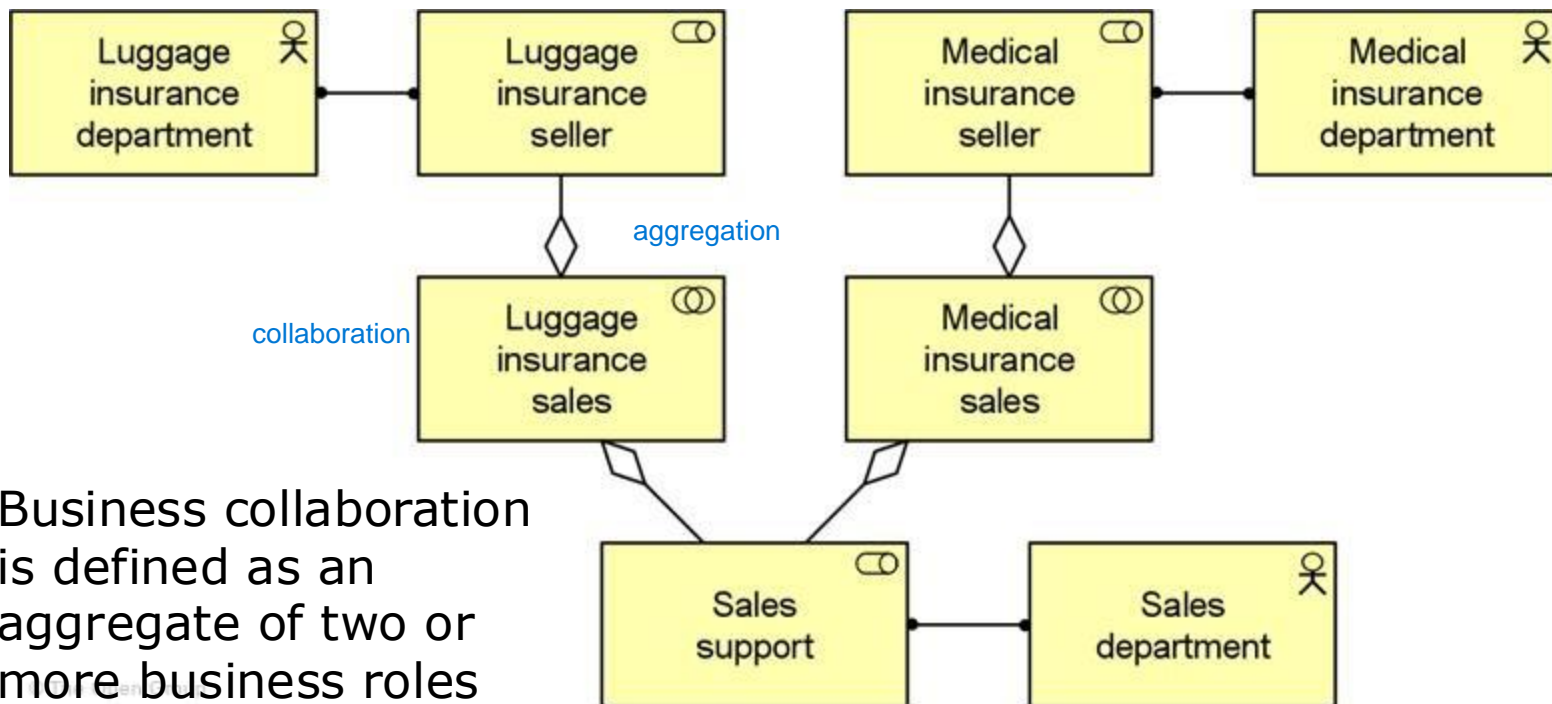 Luggage
insurance
department
Luggage
insurance
seller
Medical
insurance
seller
Medical
insurance
department
aggregation
collaboration
Luggage
insurance
sales
Medical
insurance
sales
Business collaboration
is defined as an
aggregate of two or
more business roles
Sales
support
Sales
department